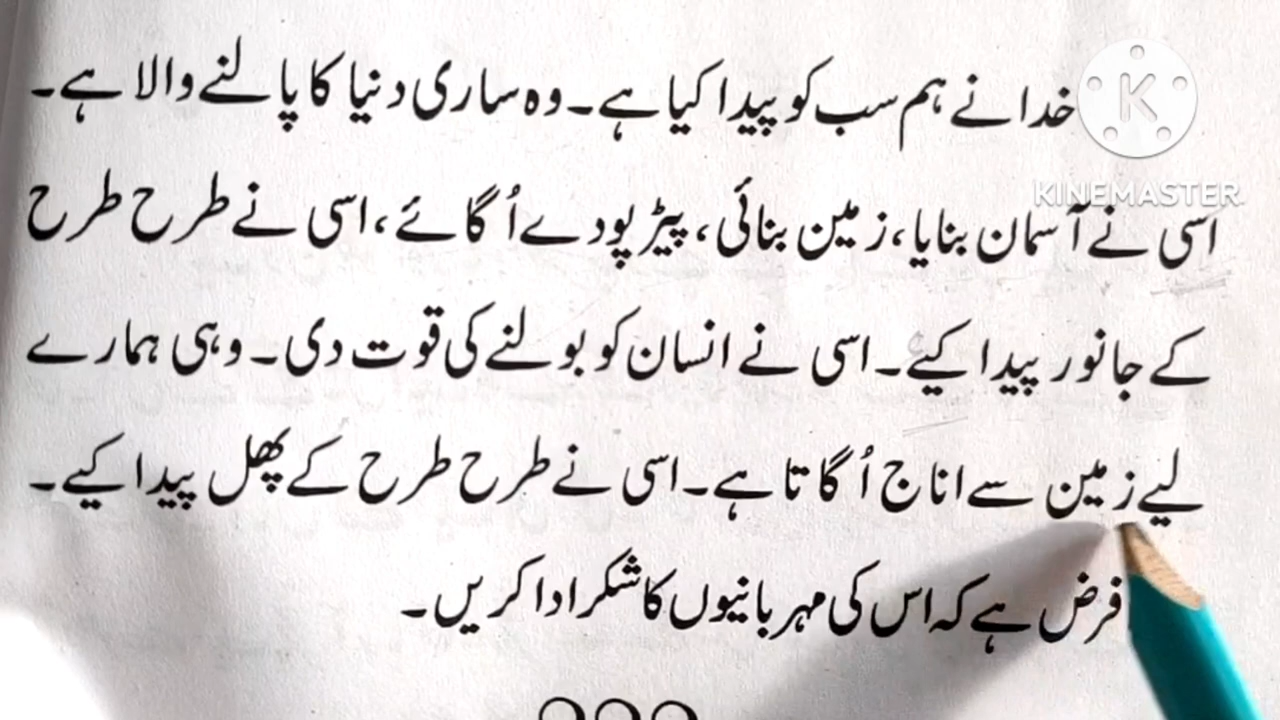 خدا نے ہم سب کو پیدا کیا ہے۔ وہ ساری دنیا کا پالنے والا ہے۔
KINEMASTER
اسی نے آسمان بنایا، زمین بنائی، پیڑ پودے اُگائے، اسی نے طرح طرح
کے جانور پیدا کیے۔ اسی نے انسان کو بولنے کی قوت دی۔ وہی ہمارے
لیے زمین سے اناج اُگاتا ہے۔ اسی نے طرح طرح کے پھل پیدا کیے۔
فرض ہے کہ اس کی مہربانیوں کا شکر ادا کریں۔